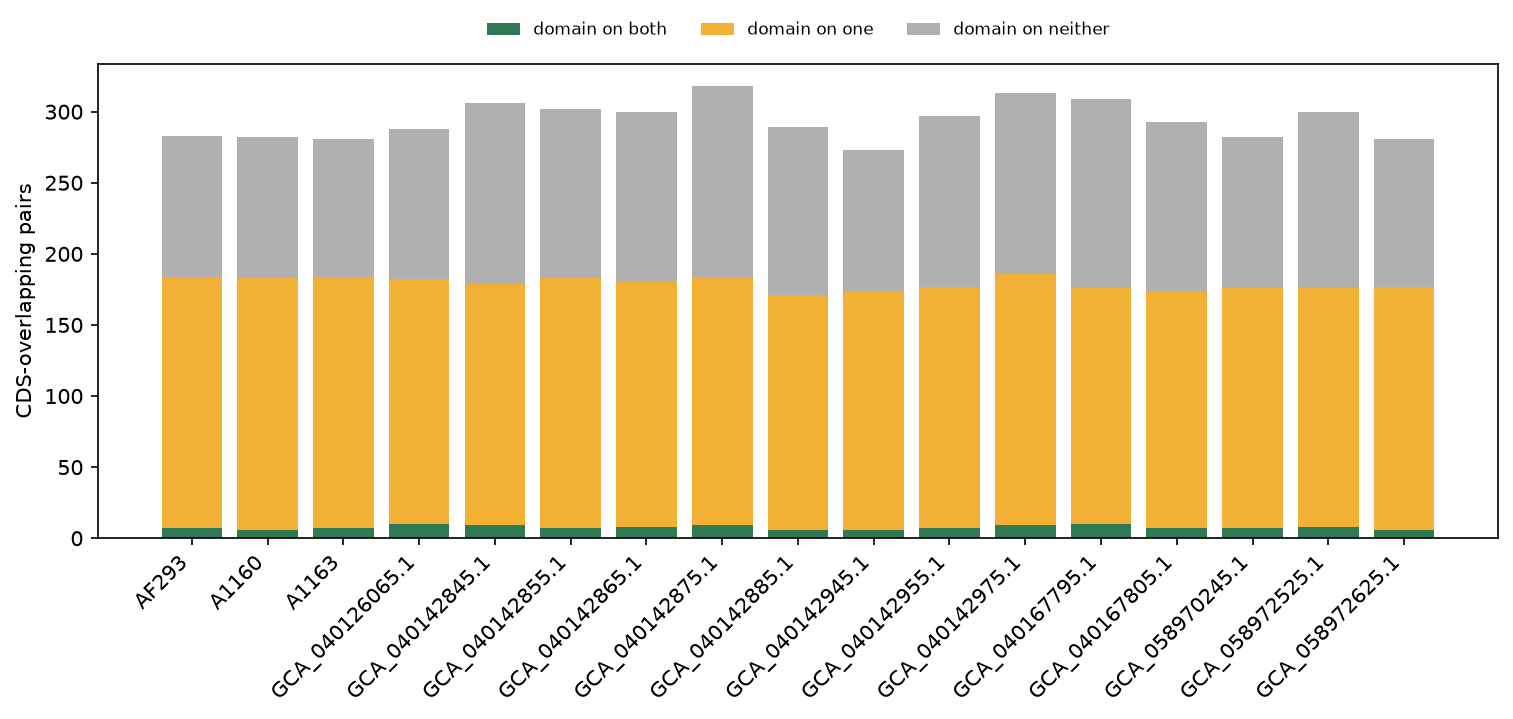 domain on both domain on one domain on neither
CDS-overlapping pairs
300
250
200
150
100
50
0
AF293
A1160
A1163
GCA_040126065.1
GCA_040142845.1
GCA_040142855.1
GCA_040142865.1
GCA_040142875.1
GCA_040142885.1
GCA_040142945.1
GCA_040142955.1
GCA_040142975.1
GCA_040167795.1
GCA_040167805.1
GCA_058970245.1
GCA_058972525.1
GCA_058972625.1